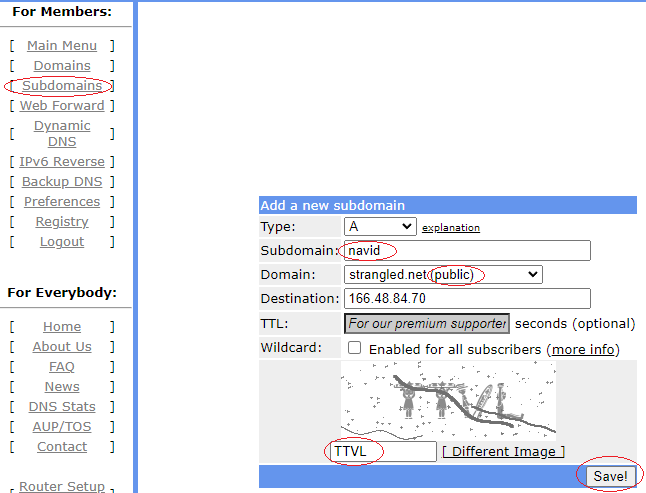 For Members:
[ Main Menu ]
[ Domains ]
[ Subdomains ]
[ Web Forward ]
[ Dynamic DNS ]
[ IPv6 Reverse ]
[ Backup DNS ]
[ Preferences ]
[ Registry ]
[ Logout ]
For Everybody:
[ Home ]
[ About Us ]
[ FAQ ]
[ News ]
[ DNS Stats ]
[ AUP/TOS ]
[ Contact ]
[ Router Setup ]
Add a new subdomain
Type: A explanation
Subdomain: navid
Domain: strangled.net (public)
Destination: 166.48.84.70
TTL: For our premium supporter seconds (optional)
Wildcard: Enabled for all subscribers (more info)
TTVL [ Different Image ]
Save!